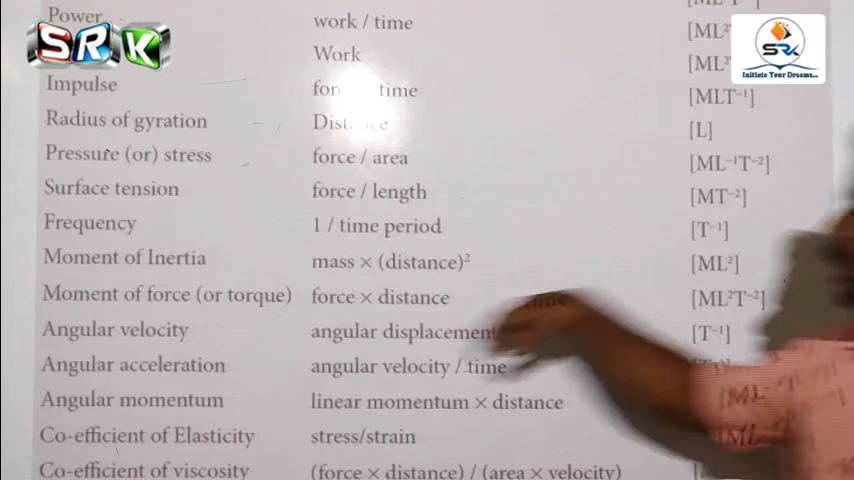 Power work / time [ML²
SRK
Work [ML²
SRK
Initiate Your Dreams..
Impulse time [MLT⁻¹]
Radius of gyration [L]
Pressure (or) stress force / area [ML⁻¹T⁻²]
Surface tension force / length [MT⁻²]
Frequency 1 / time period [T⁻¹]
Moment of Inertia mass × (distance)² [ML²]
Moment of force (or torque) force × distance [ML²T⁻²]
Angular velocity angular displacement [T⁻¹]
Angular acceleration angular velocity / time
Angular momentum linear momentum × distance
Co-efficient of Elasticity stress/strain
Co-efficient of viscosity (force × distance) / (area × velocity)